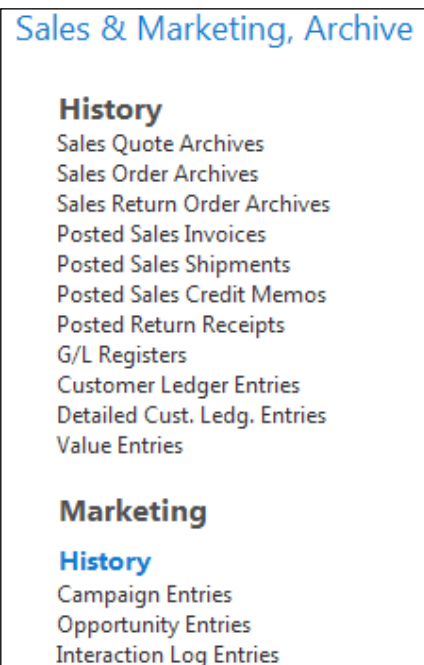 Sales & Marketing, Archive
History
Sales Quote Archives
Sales Order Archives
Sales Return Order Archives
Posted Sales Invoices
Posted Sales Shipments
Posted Sales Credit Memos
Posted Return Receipts
G/L Registers
Customer Ledger Entries
Detailed Cust. Ledg. Entries
Value Entries
Marketing
History
Campaign Entries
Opportunity Entries
Interaction Log Entries